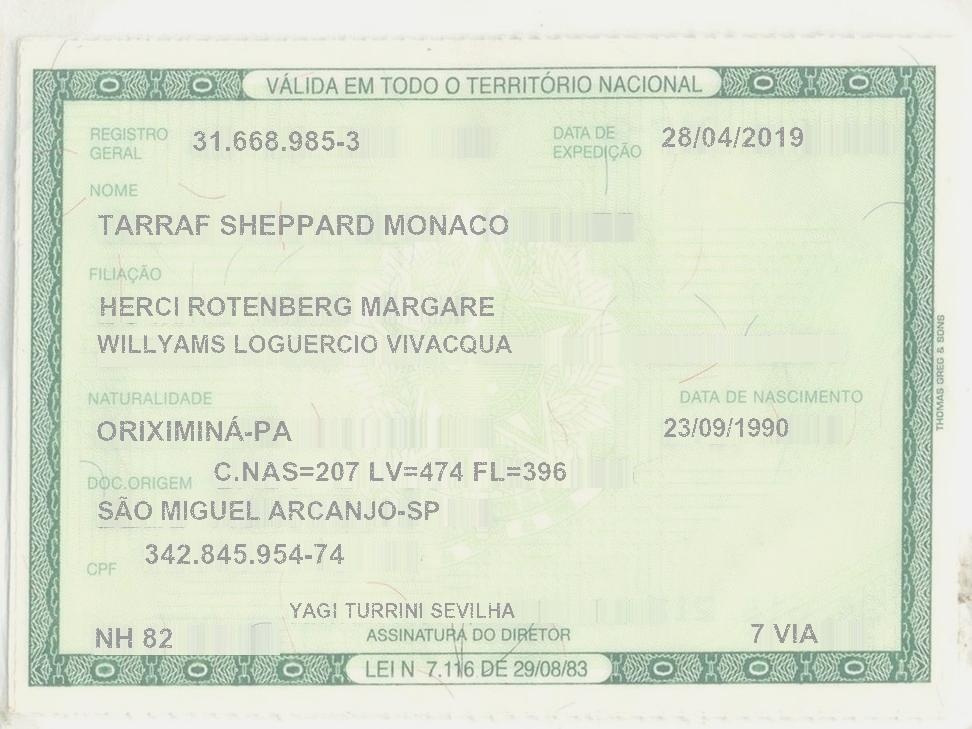 VÁLIDA EM TODO O TERRITÓRIO NACIONAL
REGISTRO GERAL 31.668.985-3 DATA DE EXPEDIÇÃO 28/04/2019
NOME
TARRAF SHEPPARD MONACO
FILIAÇÃO
HERCI ROTENBERG MARGARE
WILLYAMS LOGUERCIO VIVACQUA
NATURALIDADE DATA DE NASCIMENTO
ORIXIMINÁ-PA 23/09/1990
DOC.ORIGEM C.NAS=207 LV=474 FL=396
SÃO MIGUEL ARCANJO-SP
CPF 342.845.954-74
YAGI TURRINI SEVILHA
NH 82 ASSINATURA DO DIRETOR 7 VIA
LEI N 7.116 DE 29/08/83
THOMAS GREG & SONS